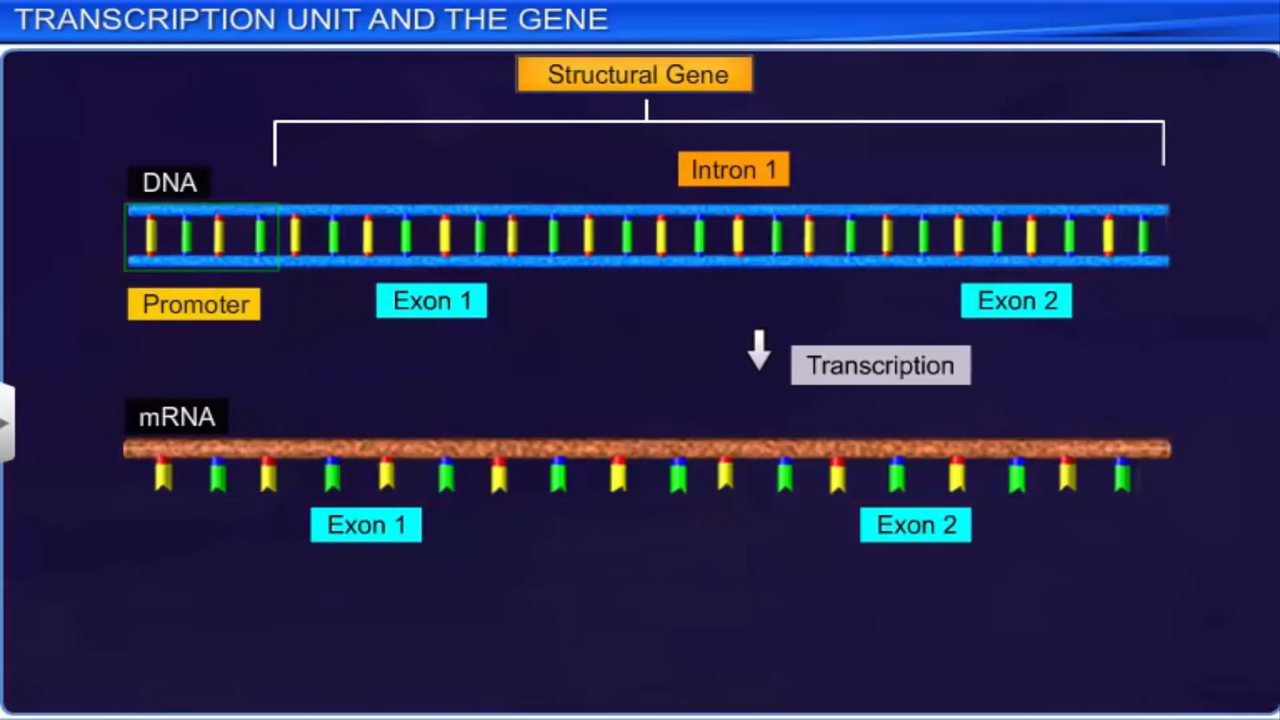 TRANSCRIPTION UNIT AND THE GENE
Structural Gene
Intron 1
DNA
Promoter
Exon 1
Exon 2
Transcription
mRNA
Exon 1
Exon 2